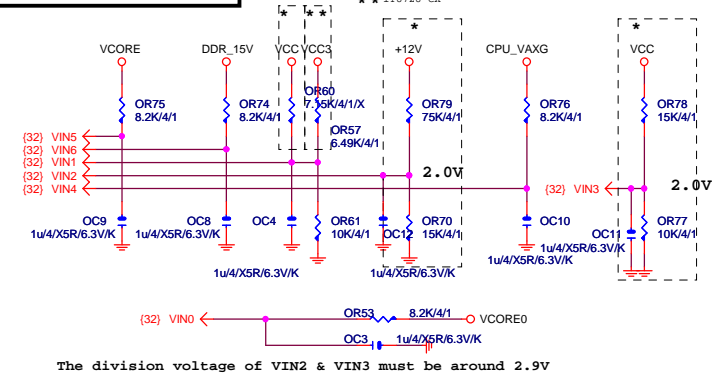 * * *
* *
VCORE DDR_15V VCC VCC3 +12V CPU_VAXG VCC
OR75
8.2K/4/1
OR74
8.2K/4/1
OR60
7.15K/4/1/X
OR57
6.49K/4/1
OR79
75K/4/1
OR76
8.2K/4/1
OR78
15K/4/1
{32} VIN5
{32} VIN6
{32} VIN1
{32} VIN2
{32} VIN4
2.0V
{32} VIN3
2.0V
OC9
1u/4/X5R/6.3V/K
OC8
1u/4/X5R/6.3V/K
OC4
1u/4/X5R/6.3V/K
OR61
10K/4/1
OC12
1u/4/X5R/6.3V/K
OR70
15K/4/1
OC10
1u/4/X5R/6.3V/K
OC11
1u/4/X5R/6.3V/K
OR77
10K/4/1
{32} VIN0
OR53 8.2K/4/1
VCORE0
OC3 1u/4/X5R/6.3V/K
The division voltage of VIN2 & VIN3 must be around 2.9V